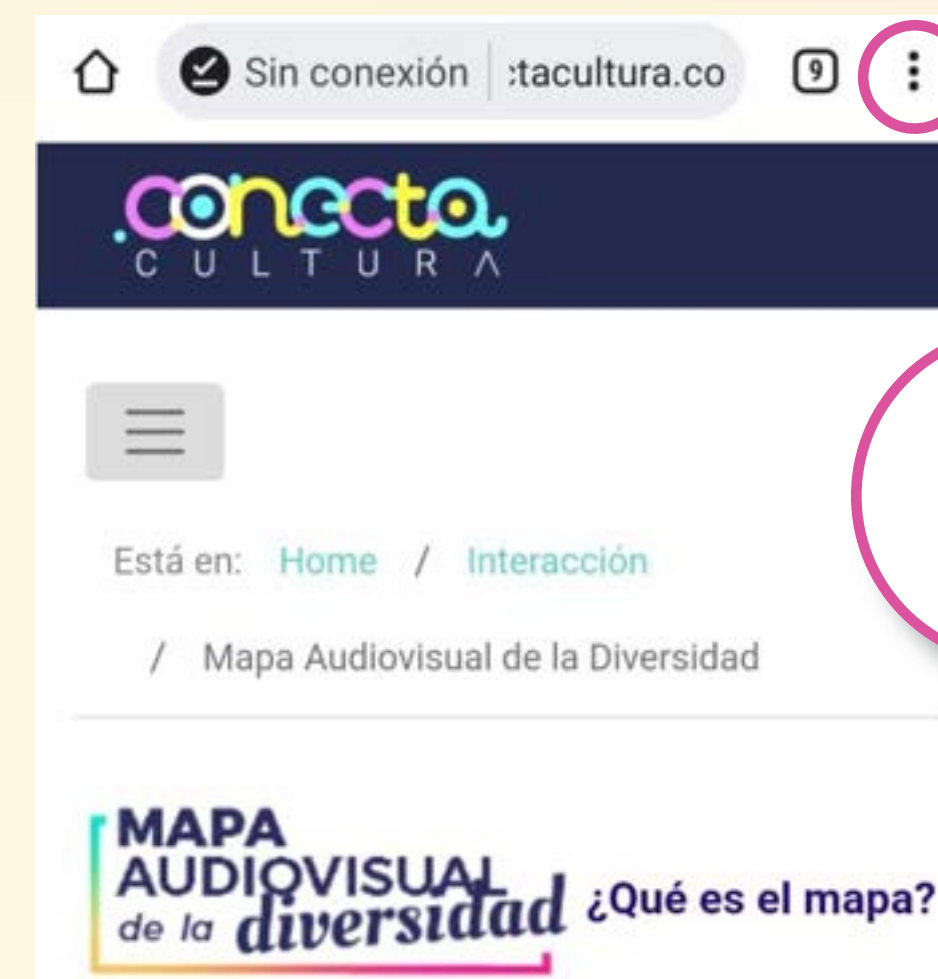 Sin conexión :tacultura.co 9
.conecta
CULTURA
Está en: Home / Interacción
/ Mapa Audiovisual de la Diversidad
MAPA
AUDIOVISUAL
de la diversidad ¿Qué es el mapa?